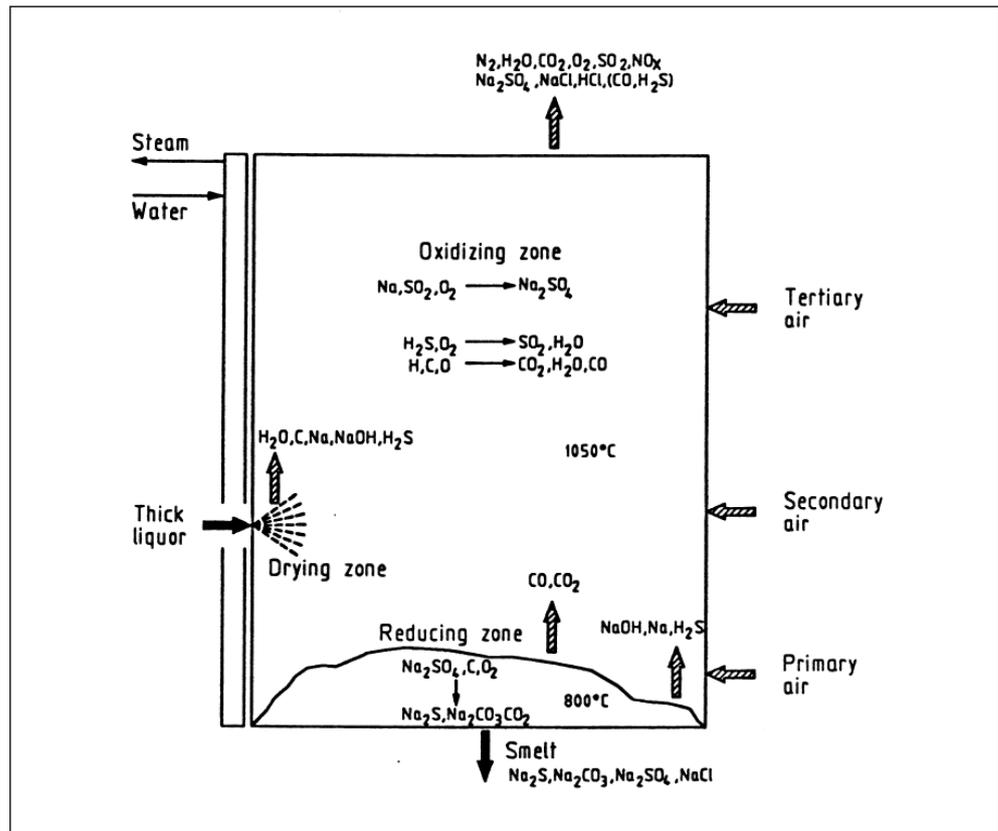 N₂,H₂O,CO₂,O₂,SO₂,NOx
Na₂SO₄,NaCl,HCl,(CO,H₂S)
Steam
Water
Oxidizing zone
Na,SO₂,O₂ → Na₂SO₄
Tertiary
air
H₂S,O₂ → SO₂,H₂O
H,C,O → CO₂,H₂O,CO
H₂O,C,Na,NaOH,H₂S
1050°C
Thick
liquor
Secondary
air
Drying zone
CO,CO₂
Reducing zone
NaOH,Na,H₂S
Na₂SO₄,C,O₂
↓
Na₂S,Na₂CO₃CO₂
800°C
Primary
air
Smelt
Na₂S,Na₂CO₃,Na₂SO₄,NaCl